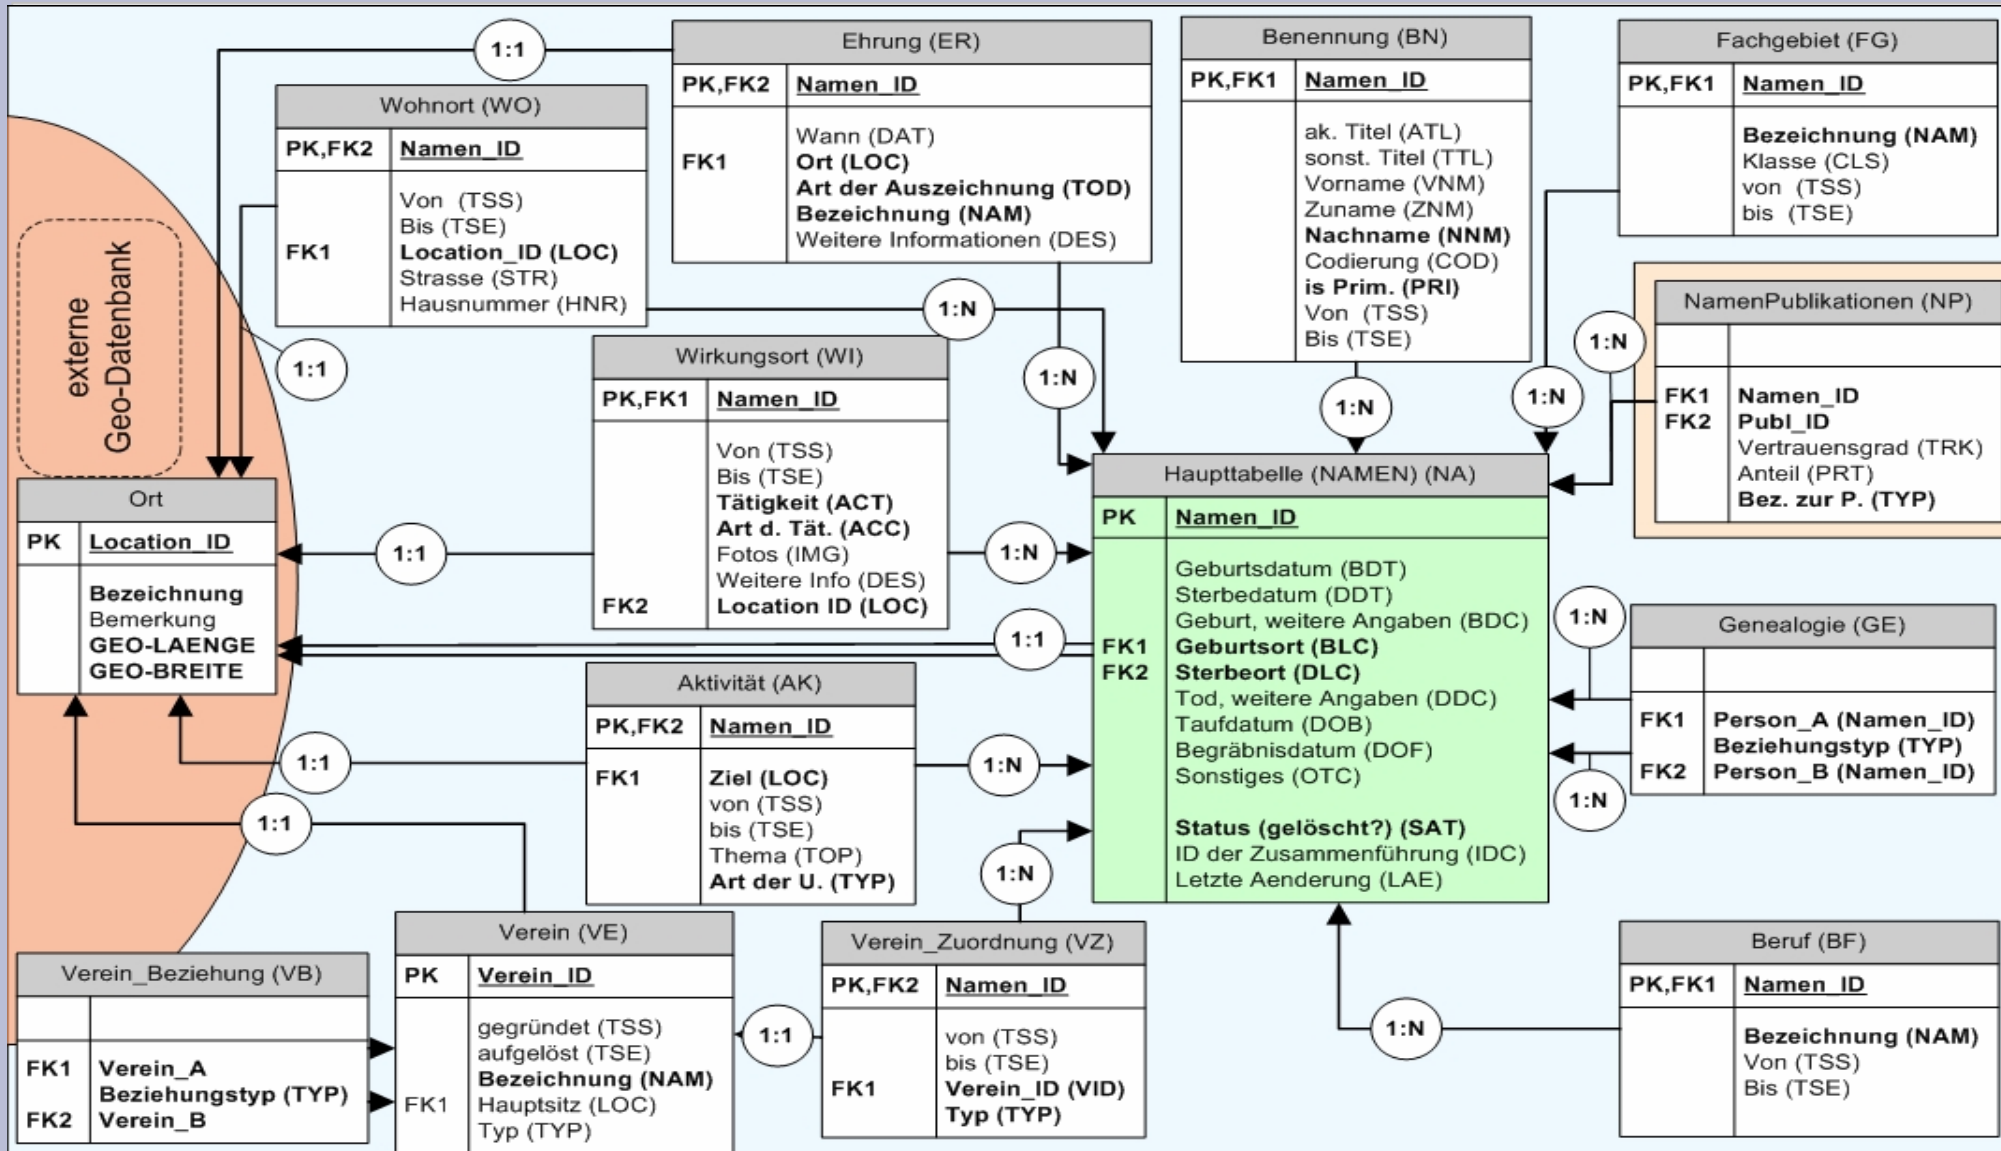 Ehrung (ER)
PK,FK2 Namen_ID
Wann (DAT)
FK1 Ort (LOC)
Art der Auszeichnung (TOD)
Bezeichnung (NAM)
Weitere Informationen (DES)
Benennung (BN)
PK,FK1 Namen_ID
ak. Titel (ATL)
sonst. Titel (TTL)
Vorname (VNM)
Zuname (ZNM)
Nachname (NNM)
Codierung (COD)
is Prim. (PRI)
Von (TSS)
Bis (TSE)
Fachgebiet (FG)
PK,FK1 Namen_ID
Bezeichnung (NAM)
Klasse (CLS)
von (TSS)
bis (TSE)
1:1
Wohnort (WO)
PK,FK2 Namen_ID
Von (TSS)
Bis (TSE)
FK1 Location_ID (LOC)
Strasse (STR)
Hausnummer (HNR)
externe
Geo-Datenbank
1:1
1:N
1:N
1:N
1:N
1:N
NamenPublikationen (NP)
FK1 Namen_ID
FK2 Publ_ID
Vertrauensgrad (TRK)
Anteil (PRT)
Bez. zur P. (TYP)
Wirkungsort (WI)
PK,FK1 Namen_ID
Von (TSS)
Bis (TSE)
Tätigkeit (ACT)
Art d. Tät. (ACC)
Fotos (IMG)
Weitere Info (DES)
FK2 Location ID (LOC)
Ort
PK Location_ID
Bezeichnung
Bemerkung
GEO-LAENGE
GEO-BREITE
1:1
1:N
1:1
Haupttabelle (NAMEN) (NA)
PK Namen_ID
Geburtsdatum (BDT)
Sterbedatum (DDT)
Geburt, weitere Angaben (BDC)
FK1 Geburtsort (BLC)
FK2 Sterbeort (DLC)
Tod, weitere Angaben (DDC)
Taufdatum (DOB)
Begräbnisdatum (DOF)
Sonstiges (OTC)
Status (gelöscht?) (SAT)
ID der Zusammenführung (IDC)
Letzte Aenderung (LAE)
1:N
Genealogie (GE)
FK1 Person_A (Namen_ID)
Beziehungstyp (TYP)
FK2 Person_B (Namen_ID)
1:N
Aktivität (AK)
PK,FK2 Namen_ID
FK1 Ziel (LOC)
von (TSS)
bis (TSE)
Thema (TOP)
Art der U. (TYP)
1:1
1:N
1:1
1:N
Verein_Beziehung (VB)
FK1 Verein_A
Beziehungstyp (TYP)
FK2 Verein_B
Verein (VE)
PK Verein_ID
gegründet (TSS)
aufgelöst (TSE)
Bezeichnung (NAM)
FK1 Hauptsitz (LOC)
Typ (TYP)
1:1
Verein_Zuordnung (VZ)
PK,FK2 Namen_ID
von (TSS)
bis (TSE)
FK1 Verein_ID (VID)
Typ (TYP)
1:N
Beruf (BF)
PK,FK1 Namen_ID
Bezeichnung (NAM)
Von (TSS)
Bis (TSE)